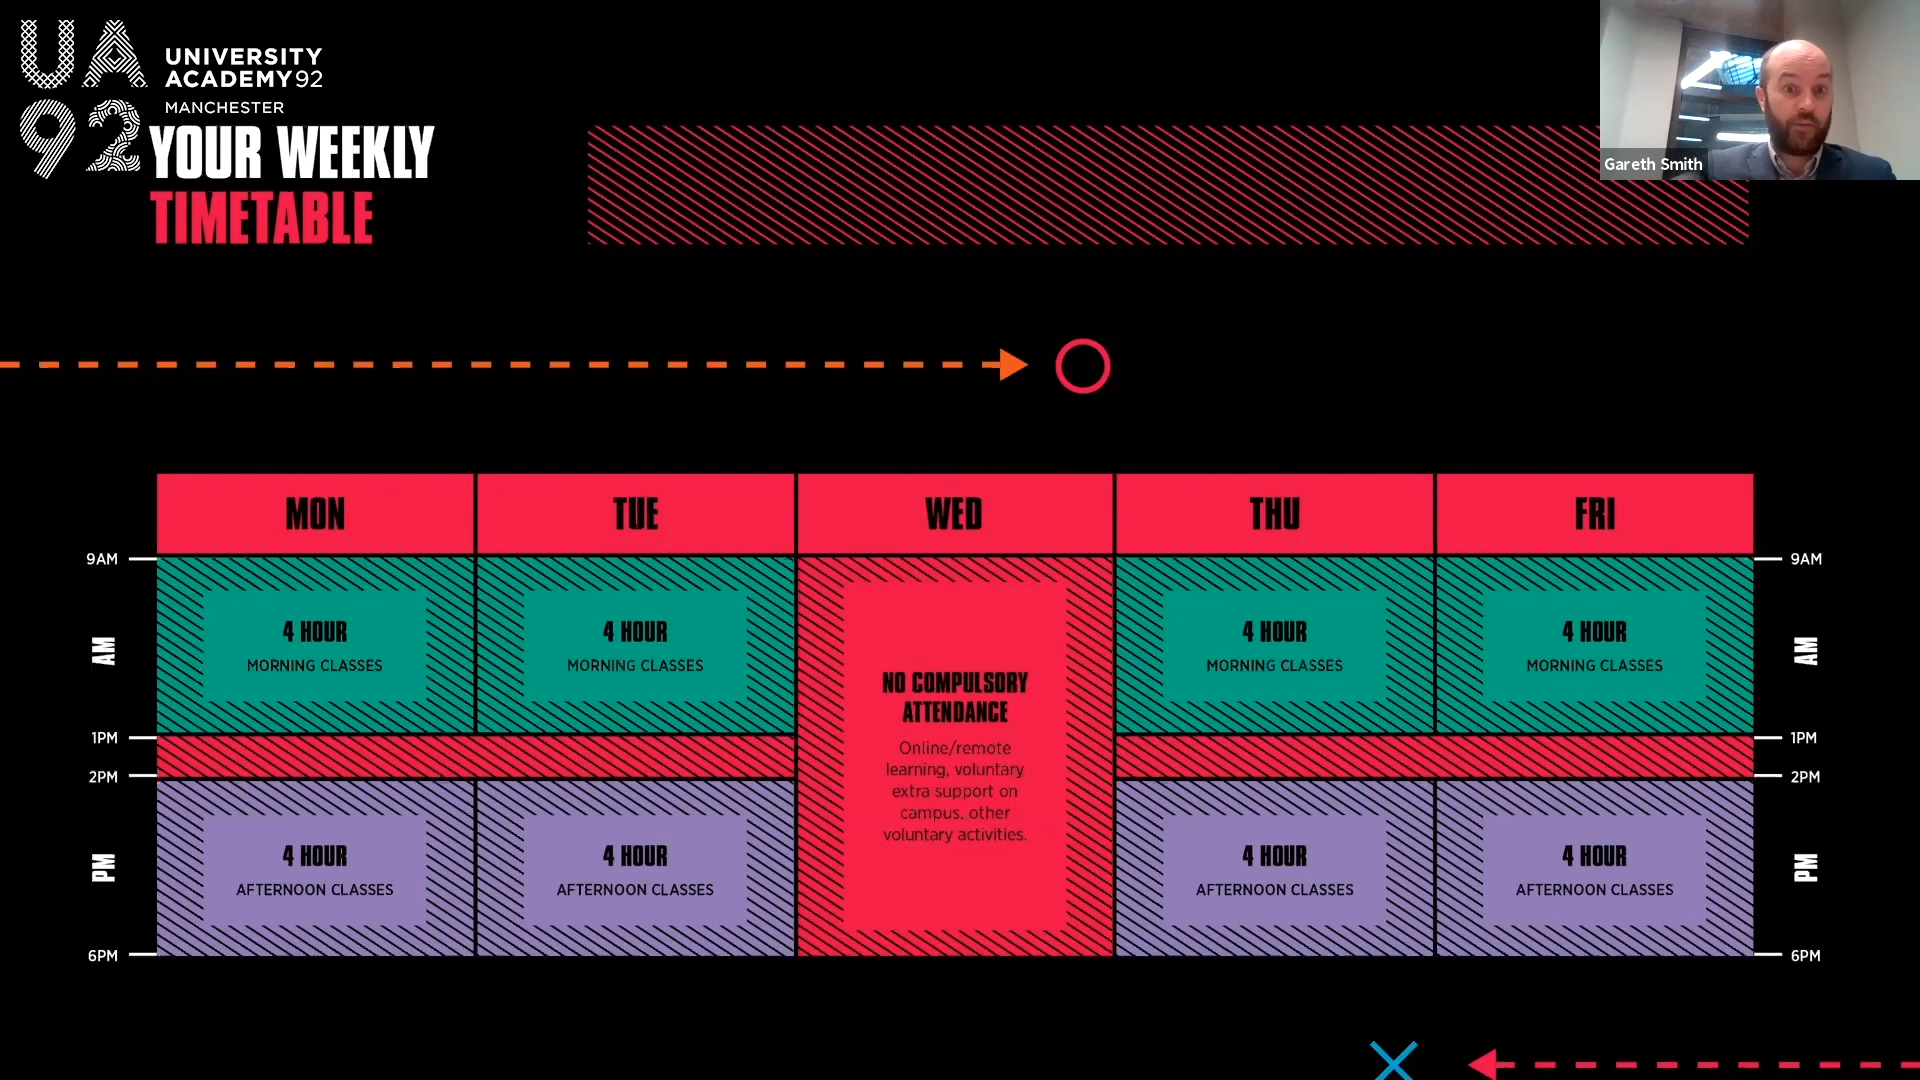 UA
92
UNIVERSITY
ACADEMY92
MANCHESTER
YOUR WEEKLY
TIMETABLE
Gareth Smith
MON
TUE
WED
THU
FRI
9AM
9AM
AM
AM
4 HOUR
MORNING CLASSES
4 HOUR
MORNING CLASSES
4 HOUR
MORNING CLASSES
4 HOUR
MORNING CLASSES
NO COMPULSORY
ATTENDANCE
Online/remote
learning, voluntary
extra support on
campus, other
voluntary activities.
1PM
1PM
2PM
2PM
PM
PM
4 HOUR
AFTERNOON CLASSES
4 HOUR
AFTERNOON CLASSES
4 HOUR
AFTERNOON CLASSES
4 HOUR
AFTERNOON CLASSES
6PM
6PM